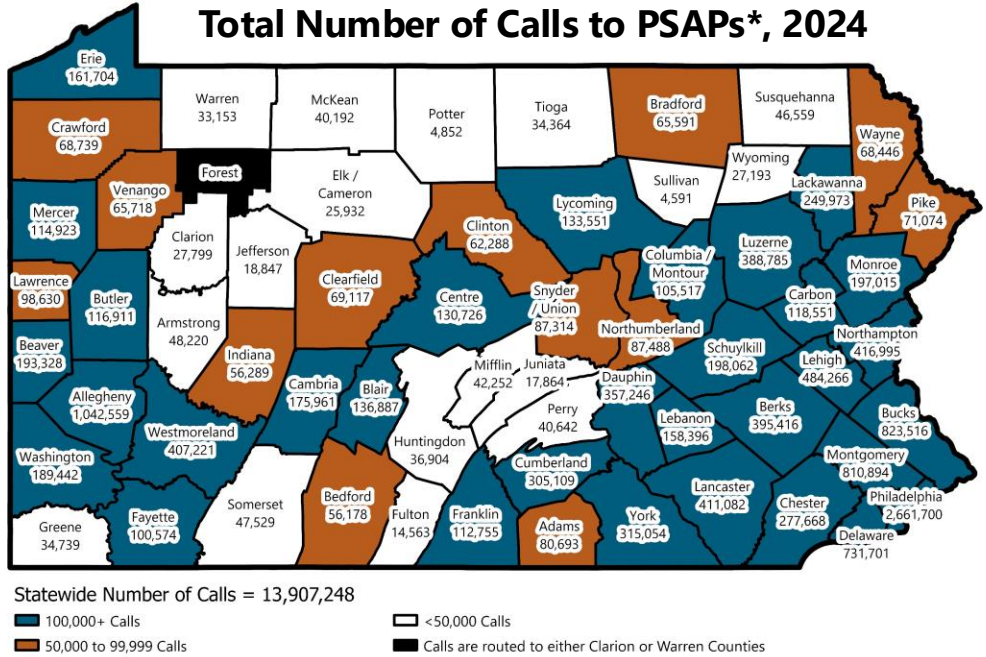 Total Number of Calls to PSAPs*, 2024
Erie
161,704
Warren
33,153
McKean
40,192
Potter
4,852
Tioga
34,364
Bradford
65,591
Susquehanna
46,559
Wayne
68,446
Crawford
68,739
Forest
Venango
65,718
Elk /
Cameron
25,932
Sullivan
4,591
Wyoming
27,193
Lackawanna
249,973
Pike
71,074
Mercer
114,923
Clarion
27,799
Jefferson
18,847
Clinton
62,288
Lycoming
133,551
Columbia /
Montour
105,517
Luzerne
388,785
Monroe
197,015
Lawrence
98,630
Butler
116,911
Clearfield
69,117
Centre
130,726
Snyder
/ Union
87,314
Northumberland
87,488
Carbon
118,551
Northampton
416,995
Beaver
193,328
Armstrong
48,220
Indiana
56,289
Cambria
175,961
Blair
136,887
Mifflin
42,252
Juniata
17,864
Dauphin
357,246
Schuylkill
198,062
Lehigh
484,266
Allegheny
1,042,559
Westmoreland
407,221
Huntingdon
36,904
Perry
40,642
Lebanon
158,396
Berks
395,416
Bucks
823,516
Washington
189,442
Cumberland
305,109
Montgomery
810,894
Greene
34,739
Fayette
100,574
Somerset
47,529
Bedford
56,178
Fulton
14,563
Franklin
112,755
Adams
80,693
York
315,054
Lancaster
411,082
Chester
277,668
Philadelphia
2,661,700
Delaware
731,701
Statewide Number of Calls = 13,907,248
100,000+ Calls
<50,000 Calls
50,000 to 99,999 Calls
Calls are routed to either Clarion or Warren Counties